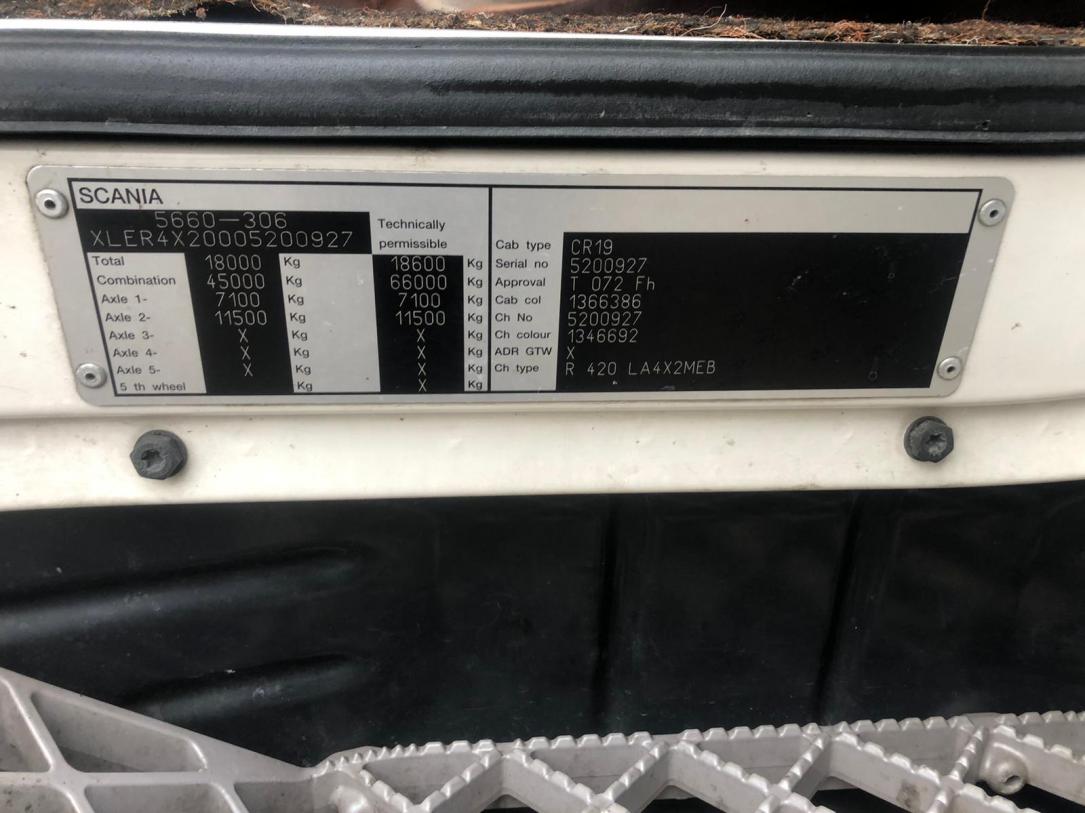 SCANIA
5660-306
XLER4X20005200927
Technically
permissible
Total 18000 Kg 18600 Kg
Combination 45000 Kg 66000 Kg
Axle 1- 7100 Kg 7100 Kg
Axle 2- 11500 Kg 11500 Kg
Axle 3- X Kg X Kg
Axle 4- X Kg X Kg
Axle 5- X Kg X Kg
5 th wheel Kg X Kg
Cab type CR19
Serial no 5200927
Approval T 072 Fh
Cab col 1366386
Ch No 5200927
Ch colour 1346692
ADR GTW X
Ch type R 420 LA4X2MEB